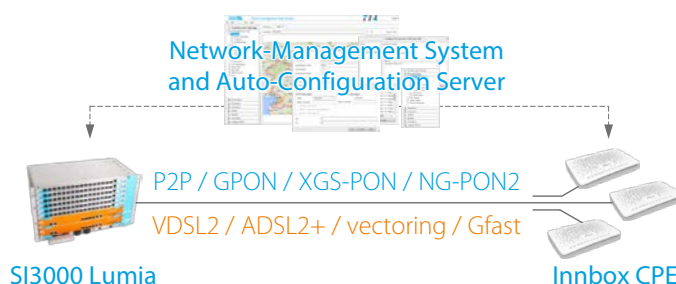 Network-Management System
and Auto-Configuration Server
P2P / GPON / XGS-PON / NG-PON2
VDSL2 / ADSL2+ / vectoring / Gfast
SI3000 Lumia
Innbox CPE